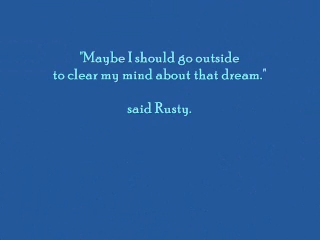 "Maybe I should go outside
to clear my mind about that dream."
said Rusty.